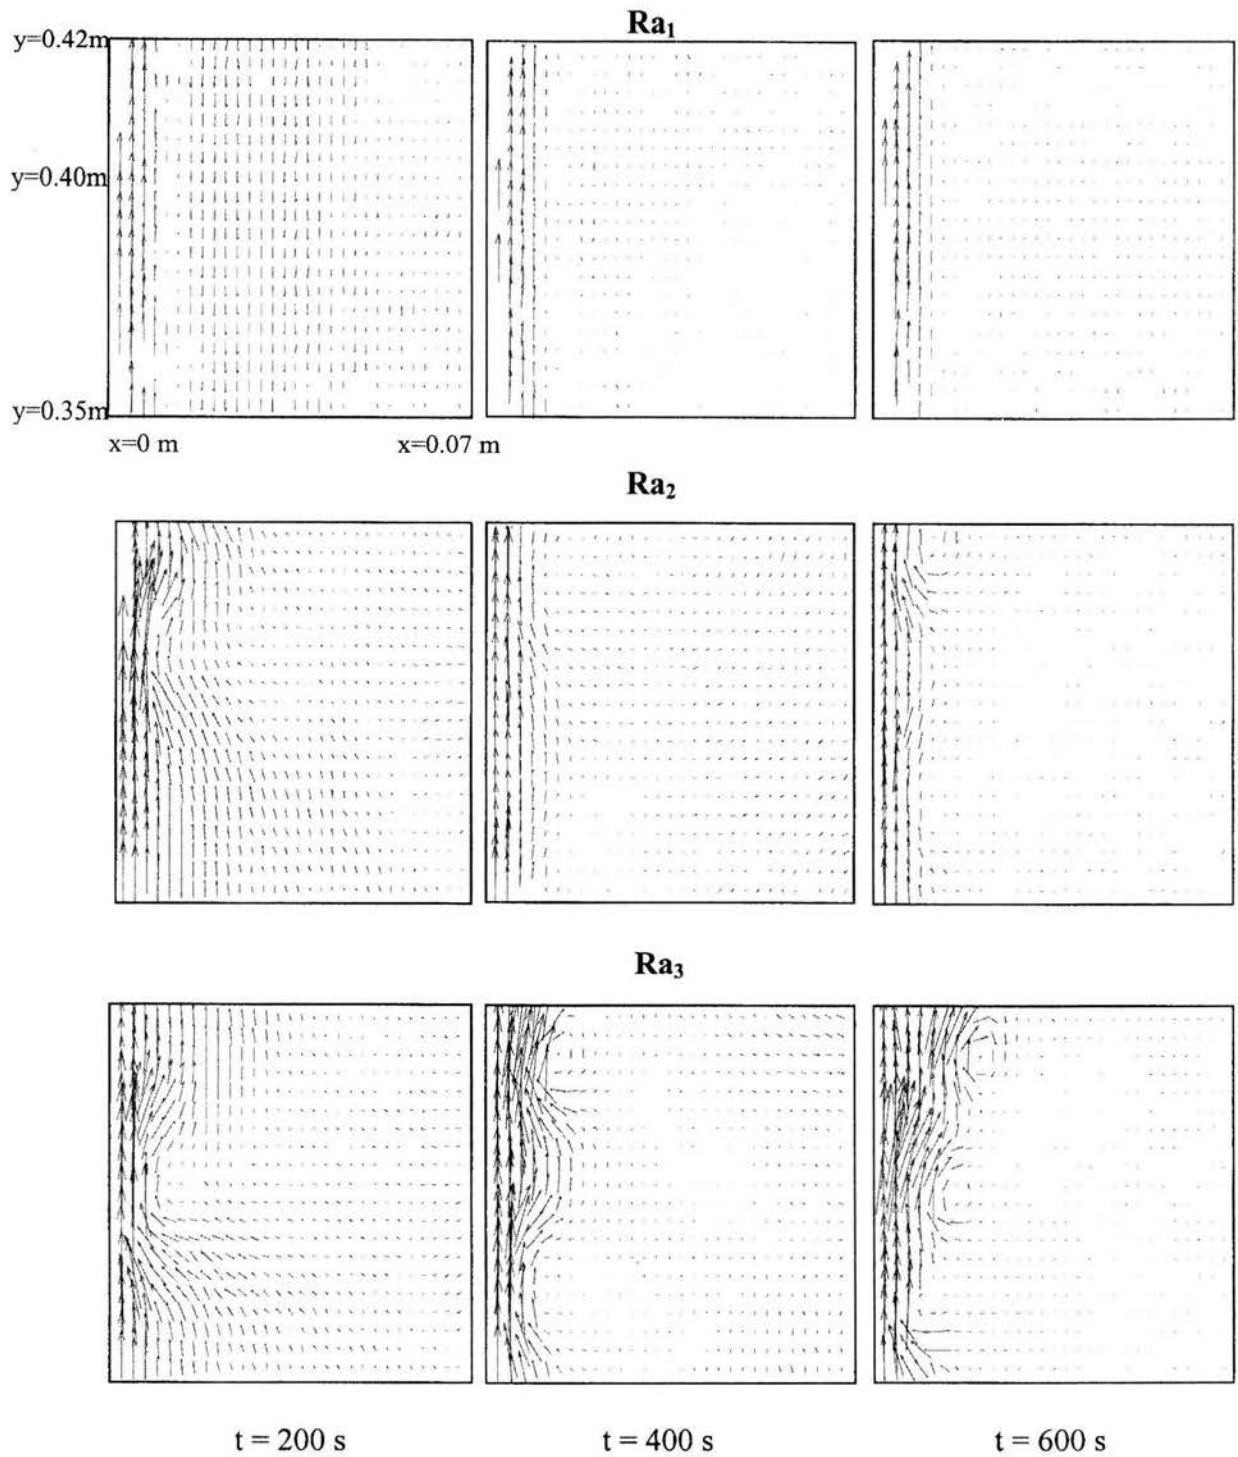 Ra₁
y=0.42m
y=0.40m
y=0.35m
x=0 m x=0.07 m
Ra₂
Ra₃
t = 200 s t = 400 s t = 600 s